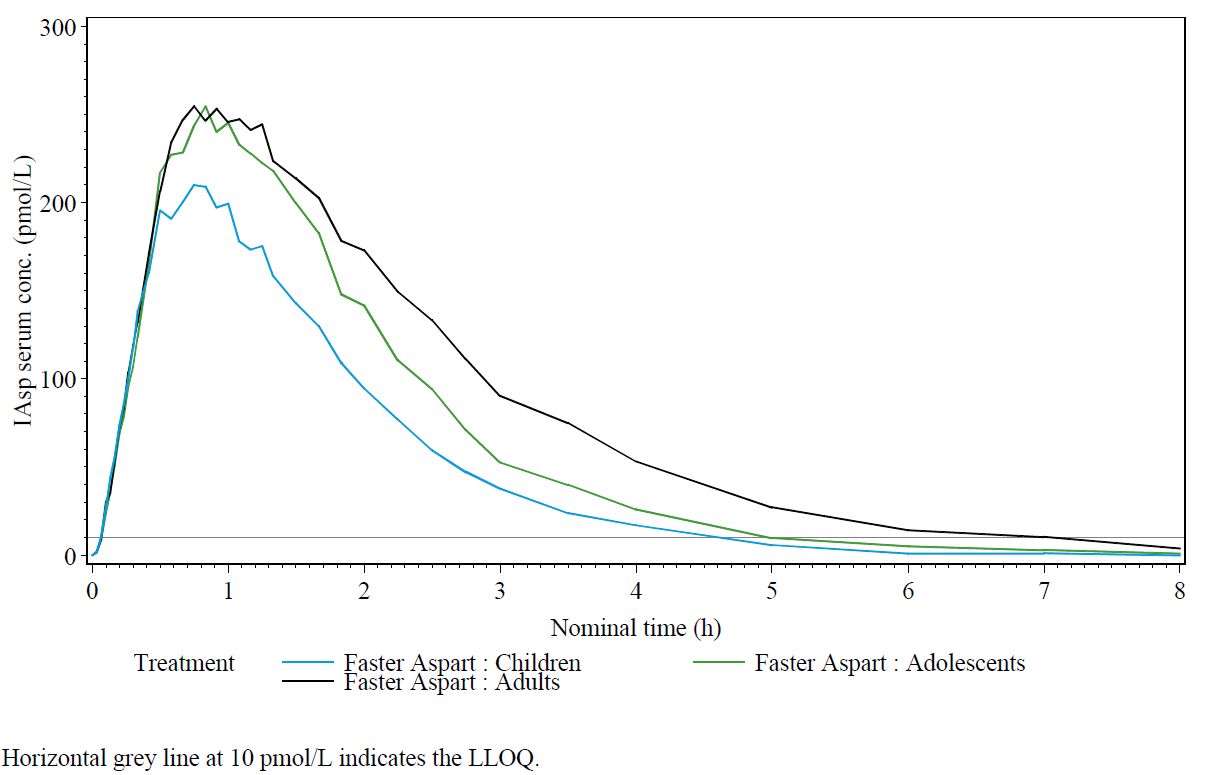 300
200
100
0
IAsp serum conc. (pmol/L)
0 1 2 3 4 5 6 7 8
Nominal time (h)
Treatment Faster Aspart : Children Faster Aspart : Adolescents
Faster Aspart : Adults
Horizontal grey line at 10 pmol/L indicates the LLOQ.